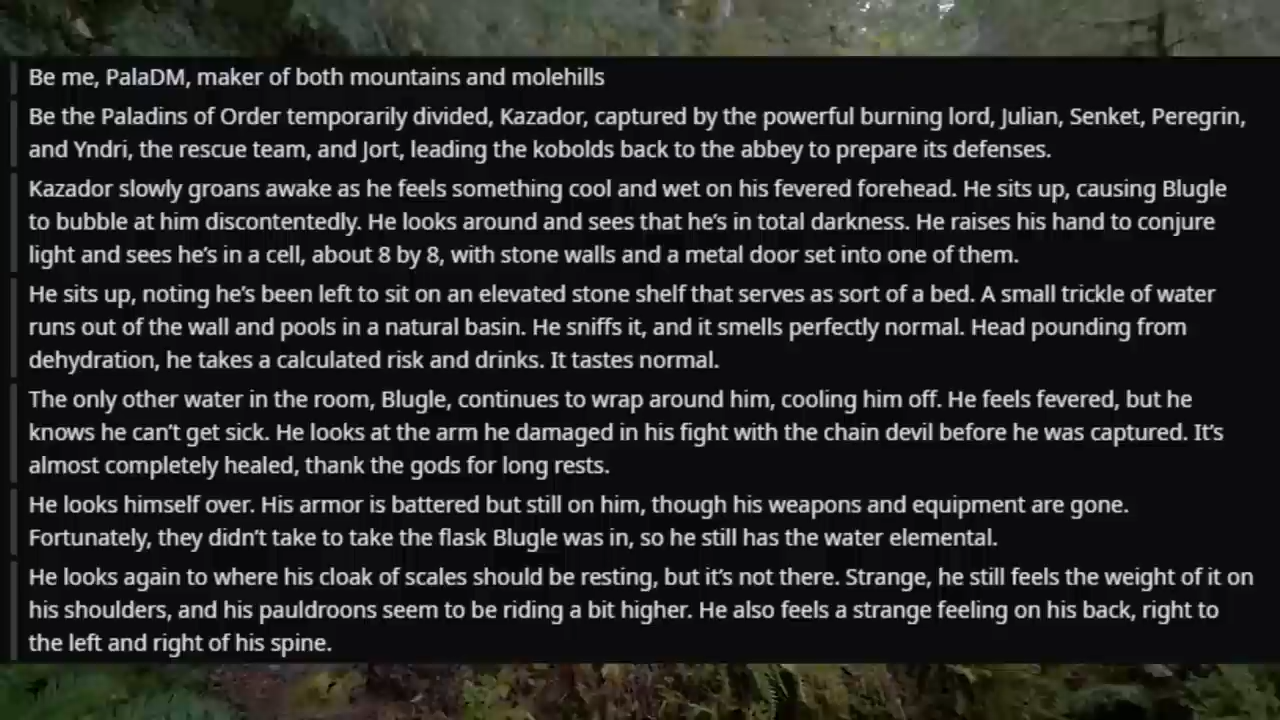 Be me, PalaDM, maker of both mountains and molehills
Be the Paladins of Order temporarily divided, Kazador, captured by the powerful burning lord, Julian, Senket, Peregrin,
and Yndri, the rescue team, and Jort, leading the kobolds back to the abbey to prepare its defenses.
Kazador slowly groans awake as he feels something cool and wet on his fevered forehead. He sits up, causing Blugle
to bubble at him discontentedly. He looks around and sees that he’s in total darkness. He raises his hand to conjure
light and sees he’s in a cell, about 8 by 8, with stone walls and a metal door set into one of them.
He sits up, noting he’s been left to sit on an elevated stone shelf that serves as sort of a bed. A small trickle of water
runs out of the wall and pools in a natural basin. He sniffs it, and it smells perfectly normal. Head pounding from
dehydration, he takes a calculated risk and drinks. It tastes normal.
The only other water in the room, Blugle, continues to wrap around him, cooling him off. He feels fevered, but he
knows he can’t get sick. He looks at the arm he damaged in his fight with the chain devil before he was captured. It’s
almost completely healed, thank the gods for long rests.
He looks himself over. His armor is battered but still on him, though his weapons and equipment are gone.
Fortunately, they didn’t take to take the flask Blugle was in, so he still has the water elemental.
He looks again to where his cloak of scales should be resting, but it’s not there. Strange, he still feels the weight of it on
his shoulders, and his pauldroons seem to be riding a bit higher. He also feels a strange feeling on his back, right to
the left and right of his spine.